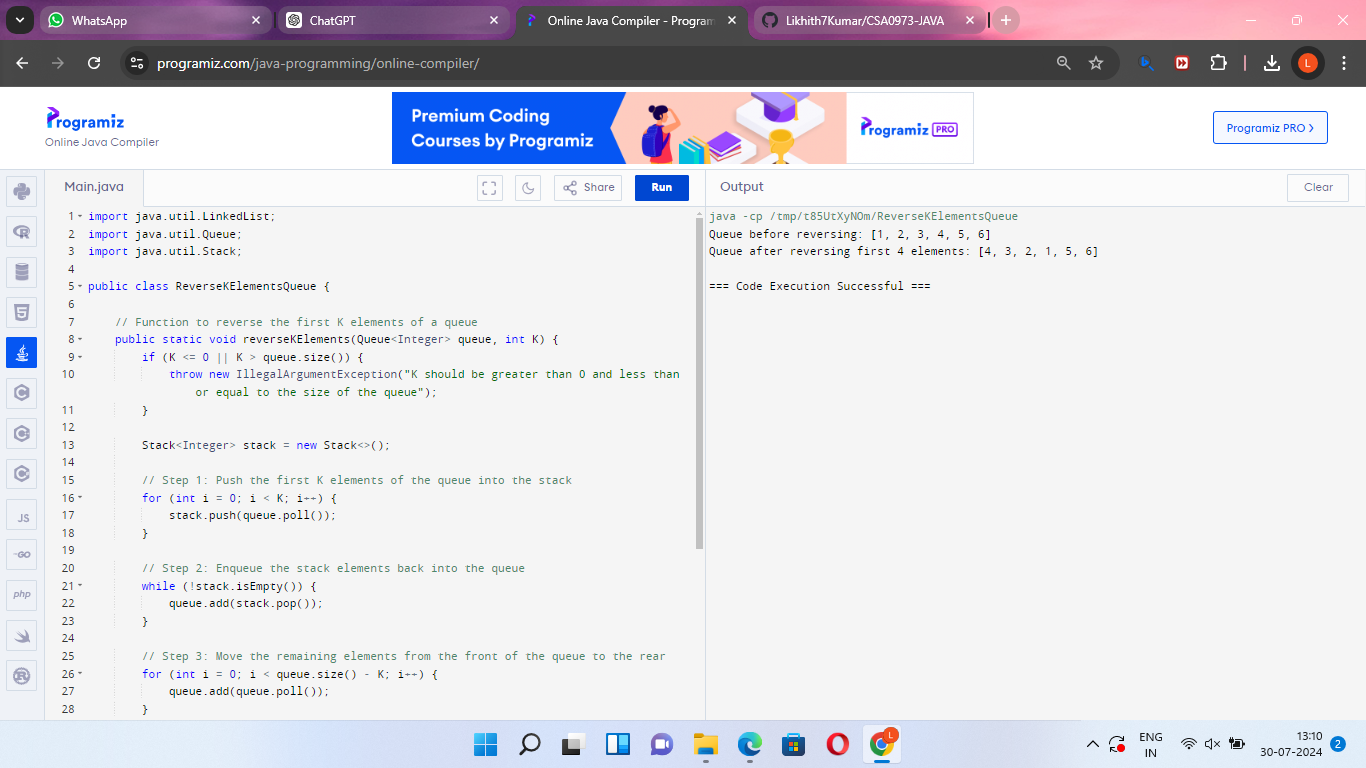 WhatsApp
ChatGPT
Online Java Compiler - Program
Likhith7Kumar/CSA0973-JAVA
programiz.com/java-programming/online-compiler/
L
Programiz
Online Java Compiler
Premium Coding
Courses by Programiz
Programiz PRO
Programiz PRO >
Main.java
Share
Run
Output
Clear
1 import java.util.LinkedList;
2 import java.util.Queue;
3 import java.util.Stack;
4
5 public class ReverseKElementsQueue {
6
7 // Function to reverse the first K elements of a queue
8 public static void reverseKElements(Queue<Integer> queue, int K) {
9 if (K <= 0 || K > queue.size()) {
10 throw new IllegalArgumentException("K should be greater than 0 and less than
or equal to the size of the queue");
11 }
12
13 Stack<Integer> stack = new Stack<>();
14
15 // Step 1: Push the first K elements of the queue into the stack
16 for (int i = 0; i < K; i++) {
17 stack.push(queue.poll());
18 }
19
20 // Step 2: Enqueue the stack elements back into the queue
21 while (!stack.isEmpty()) {
22 queue.add(stack.pop());
23 }
24
25 // Step 3: Move the remaining elements from the front of the queue to the rear
26 for (int i = 0; i < queue.size() - K; i++) {
27 queue.add(queue.poll());
28 }
java -cp /tmp/t85UtXyNOm/ReverseKElementsQueue
Queue before reversing: [1, 2, 3, 4, 5, 6]
Queue after reversing first 4 elements: [4, 3, 2, 1, 5, 6]
=== Code Execution Successful ===
JS
GO
php
L
ENG
IN
13:10
30-07-2024
2